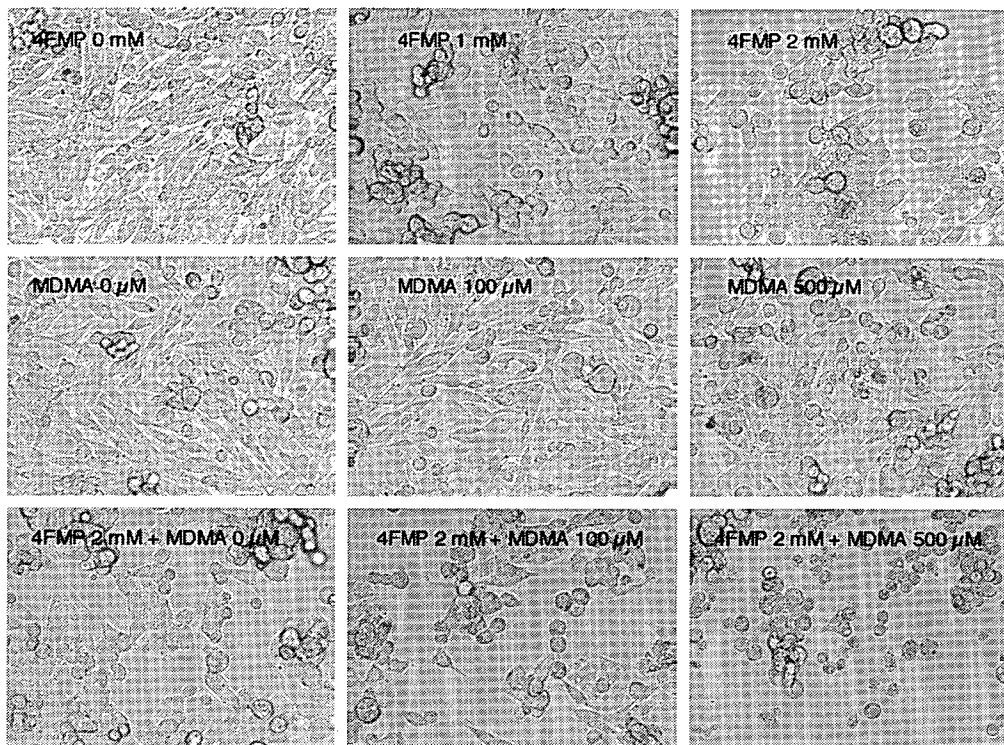 4FMP 0 mM
4FMP 1 mM
4FMP 2 mM
MDMA 0 μM
MDMA 100 μM
MDMA 500 μM
4FMP 2 mM + MDMA 0 μM
4FMP 2 mM + MDMA 100 μM
4FMP 2 mM + MDMA 500 μM